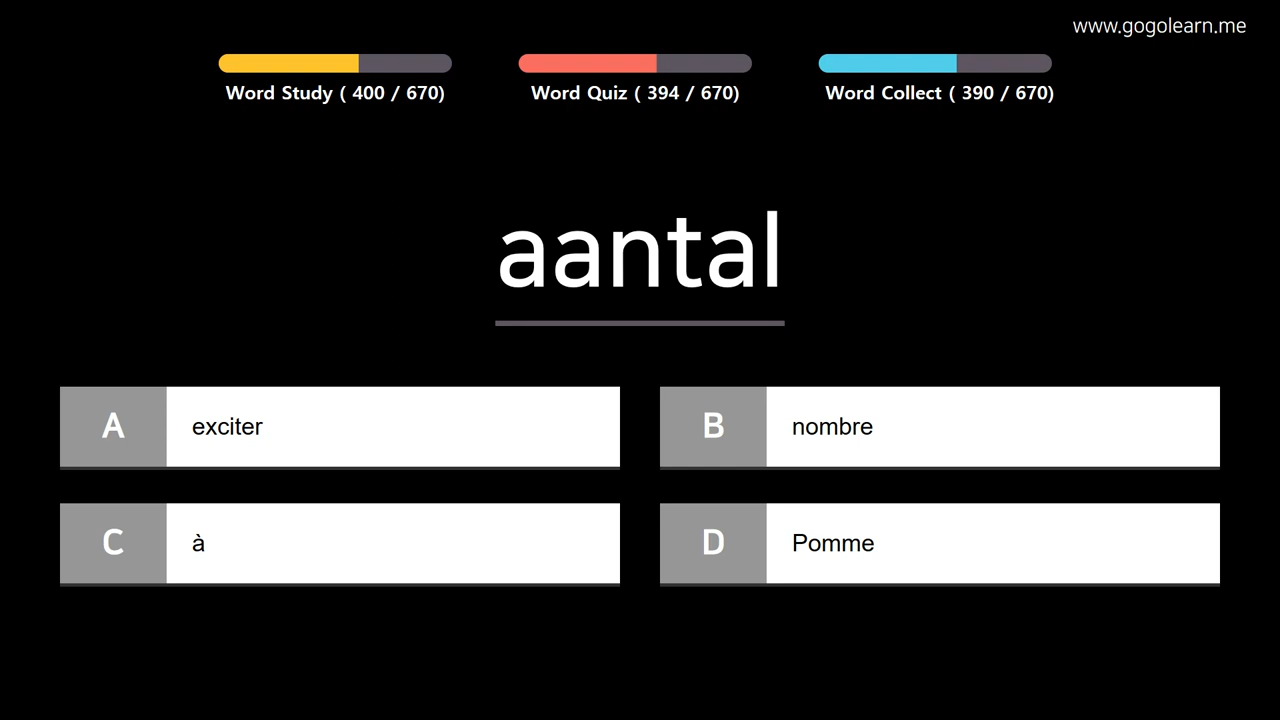 www.gogolearn.me
Word Study ( 400 / 670)
Word Quiz ( 394 / 670)
Word Collect ( 390 / 670)
aantal
A exciter
B nombre
C à
D Pomme